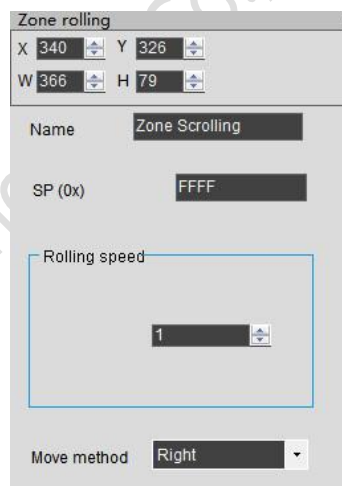 Zone rolling
X 340 Y 326
W 366 H 79
Name Zone Scrolling
SP (0x) FFFF
Rolling speed
1
Move method Right